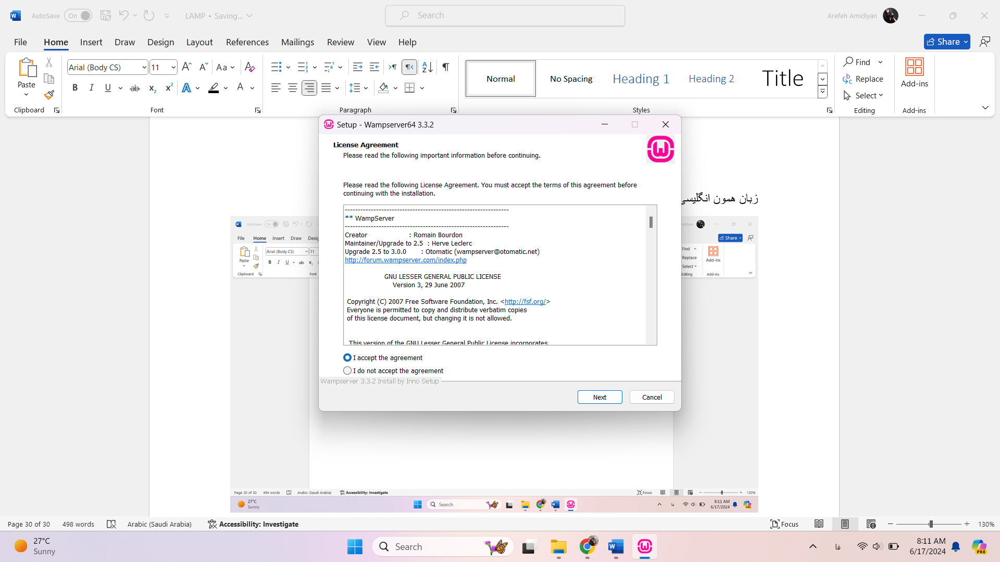 AutoSave On LAMP • Saving... Search Arefeh Amidiyan
File Home Insert Draw Design Layout References Mailings Review View Help Share
Paste
Clipboard
Arial (Body CS) 11 Aa
B I U ab x₂ x² A A
Font
Paragraph
Normal No Spacing Heading 1 Heading 2 Title
Styles
Find
Replace
Select
Editing
Add-ins
Add-ins
Setup - Wampserver64 3.3.2
License Agreement
Please read the following important information before continuing.
Please read the following License Agreement. You must accept the terms of this agreement before
continuing with the installation.
---------------------------------------------------------------
** WampServer
---------------------------------------------------------------
Creator : Romain Bourdon
Maintainer/Upgrade to 2.5 : Herve Leclerc
Upgrade 2.5 to 3.0.0 : Otomatic (wampserver@otomatic.net)
http://forum.wampserver.com/index.php
GNU LESSER GENERAL PUBLIC LICENSE
Version 3, 29 June 2007
Copyright (C) 2007 Free Software Foundation, Inc. <http://fsf.org/>
Everyone is permitted to copy and distribute verbatim copies
of this license document, but changing it is not allowed.
This version of the GNU Lesser General Public License incorporates
I accept the agreement
I do not accept the agreement
Wampserver 3.3.2 Install by Inno Setup
Next Cancel
زبان همون انگلیسی
AutoSave On
File Home Insert Draw Share
Paste
Clipboard
Arial (Body CS) 11
B I U ab
Font
Find
Replace
Select
Editing
Add-ins
Add-ins
Page 30 of 30 494 words Arabic (Saudi Arabia) Accessibility: Investigate Focus 130%
27°C
Sunny
Search
8:11 AM
6/17/2024
Page 30 of 30 498 words Arabic (Saudi Arabia) Accessibility: Investigate Focus 130%
27°C
Sunny
Search
فا
8:11 AM
6/17/2024
PRE